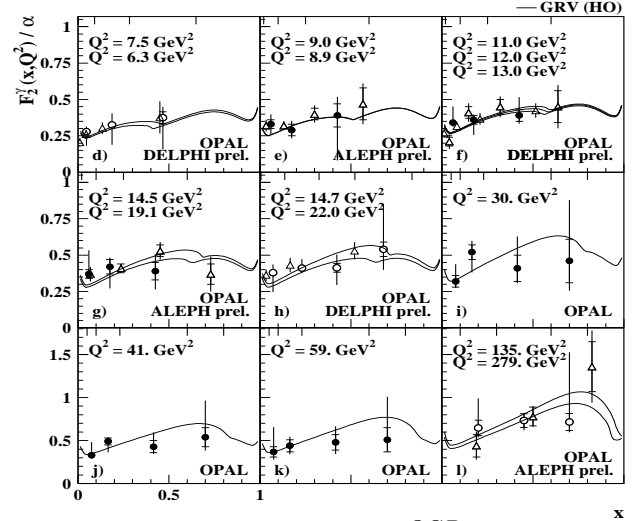 GRV (HO)
F₂^γ(x,Q²) / α
1
0.75
0.5
0.25
0
Q² = 7.5 GeV²
Q² = 6.3 GeV²
OPAL
d) DELPHI prel.
Q² = 9.0 GeV²
Q² = 8.9 GeV²
OPAL
e) ALEPH prel.
Q² = 11.0 GeV²
Q² = 12.0 GeV²
Q² = 13.0 GeV²
OPAL
f) DELPHI prel.
1
0.75
0.5
0.25
0
Q² = 14.5 GeV²
Q² = 19.1 GeV²
OPAL
g) ALEPH prel.
Q² = 14.7 GeV²
Q² = 22.0 GeV²
OPAL
h) DELPHI prel.
Q² = 30. GeV²
i) OPAL
1.5
1
0.5
0
Q² = 41. GeV²
j) OPAL
Q² = 59. GeV²
k) OPAL
Q² = 135. GeV²
Q² = 279. GeV²
OPAL
l) ALEPH prel.
0 0.5 1
x